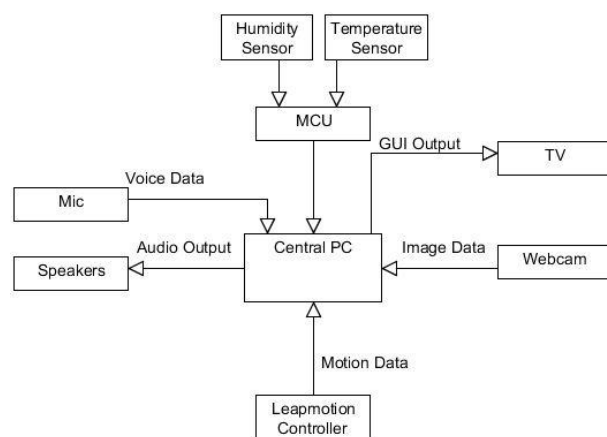 Humidity
Sensor
Temperature
Sensor
MCU
GUI Output
TV
Voice Data
Mic
Audio Output
Central PC
Image Data
Speakers
Webcam
Motion Data
Leapmotion
Controller